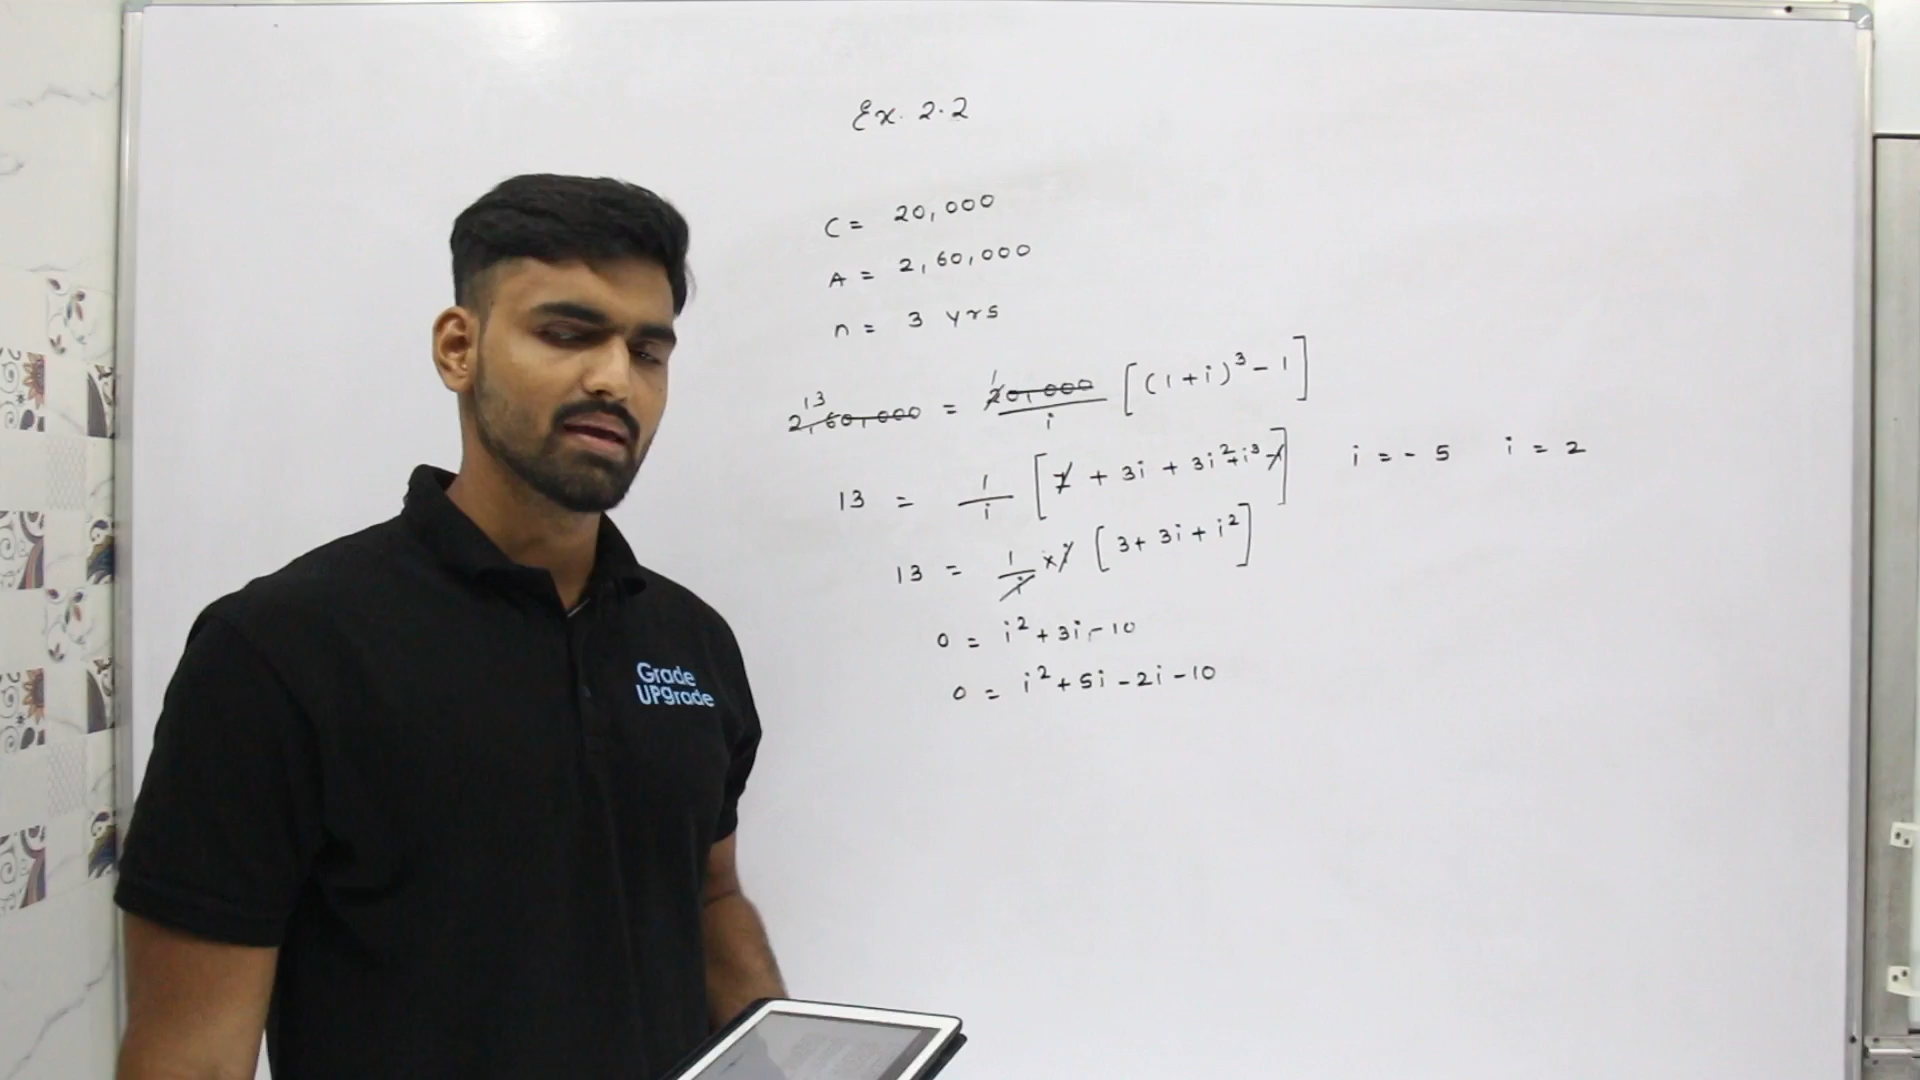 Ex. 2.2
C = 20,000
A = 2,60,000
n = 3 yrs
13 1
2,60,000 = 20,000/i [(1+i)³ - 1]
13 = 1/i [1 + 3i + 3i² + i³ - 1] i = -5 i = 2
13 = 1/i × i [3 + 3i + i²]
0 = i² + 3i - 10
0 = i² + 5i - 2i - 10
Grade
UPgrade